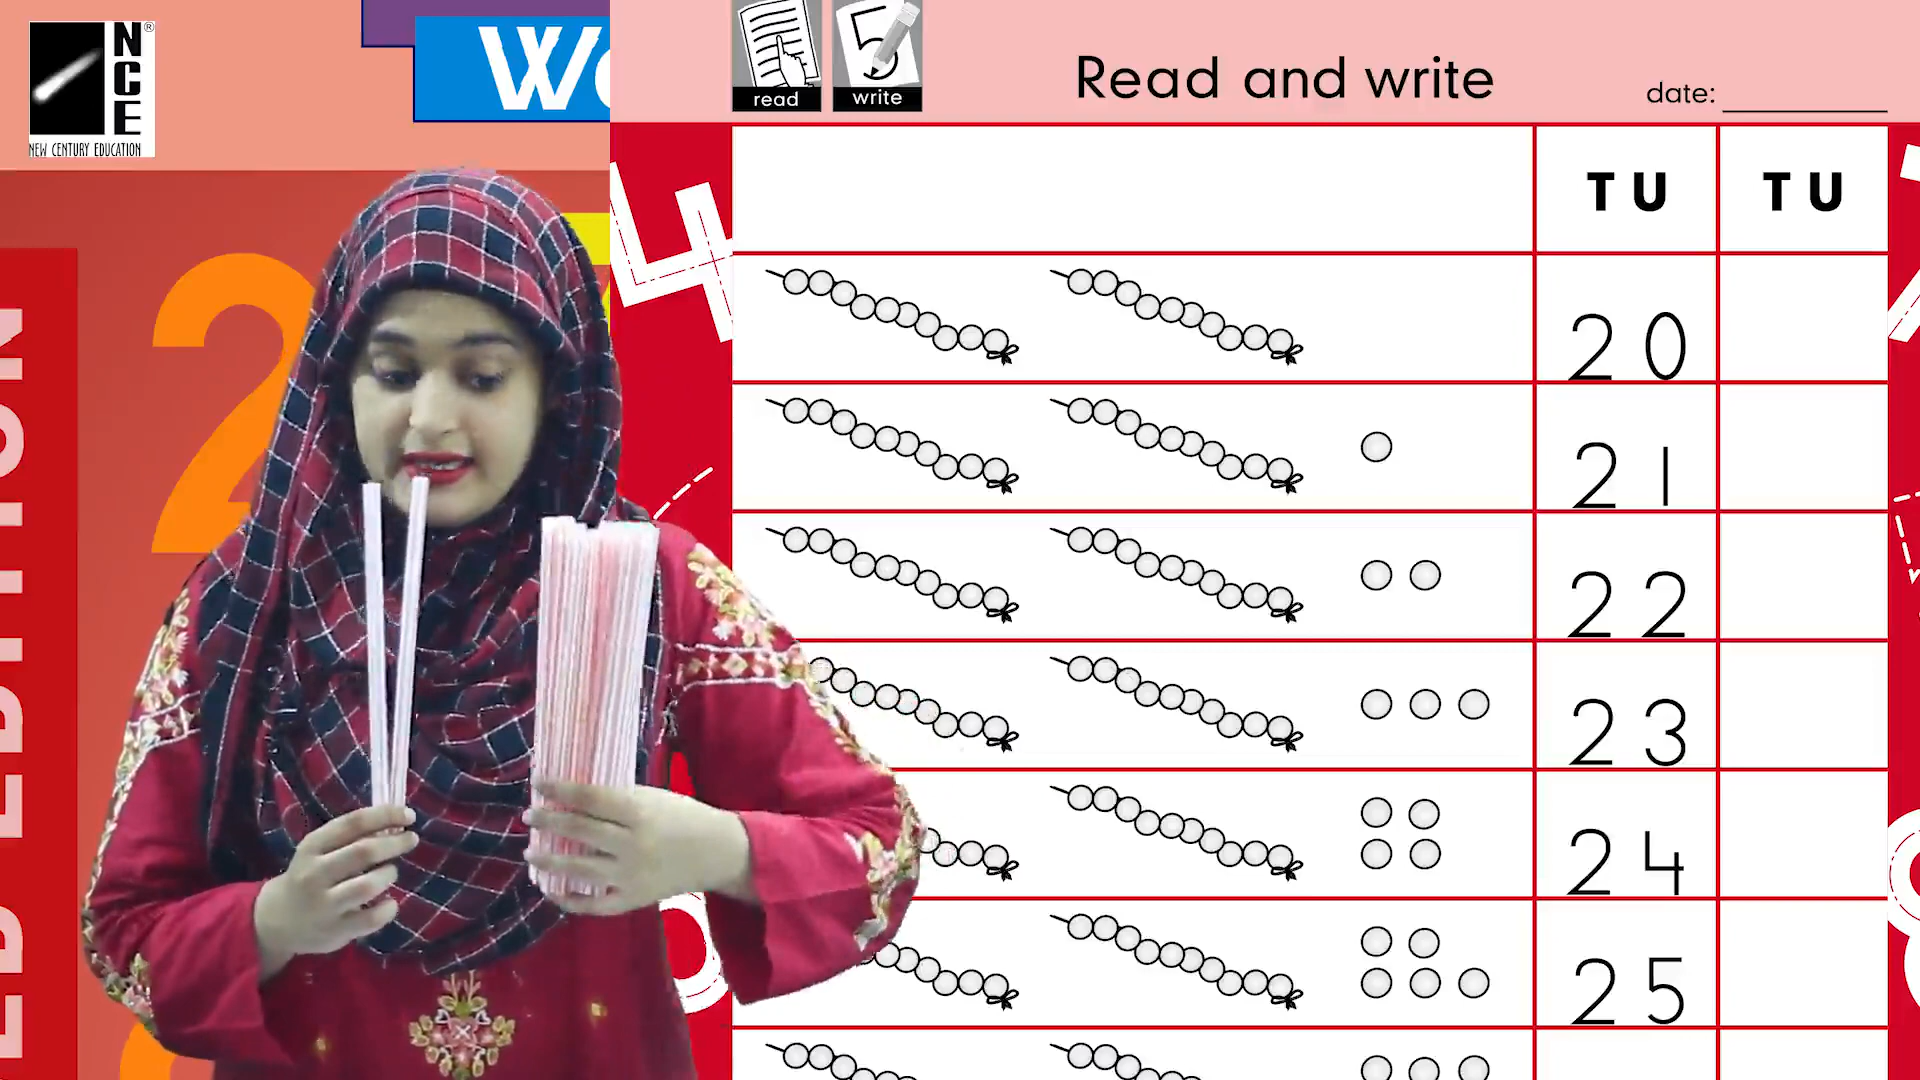 NCE
®
NEW CENTURY EDUCATION
read
write
5
Read and write
date:
T U
T U
2 0
2 1
2 2
2 3
2 4
2 5